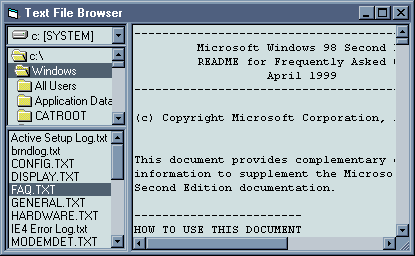 Text File Browser
c: [SYSTEM]
c:\
Windows
All Users
Application Data
CATROOT
Active Setup Log.txt
brndlog.txt
CONFIG.TXT
DISPLAY.TXT
FAQ.TXT
GENERAL.TXT
HARDWARE.TXT
IE4 Error Log.txt
MODEMDET.TXT
----------------------------------
Microsoft Windows 98 Second
README for Frequently Asked
April 1999
----------------------------------
(c) Copyright Microsoft Corporation,
This document provides complementary
information to supplement the Microso
Second Edition documentation.
---------------------
HOW TO USE THIS DOCUMENT